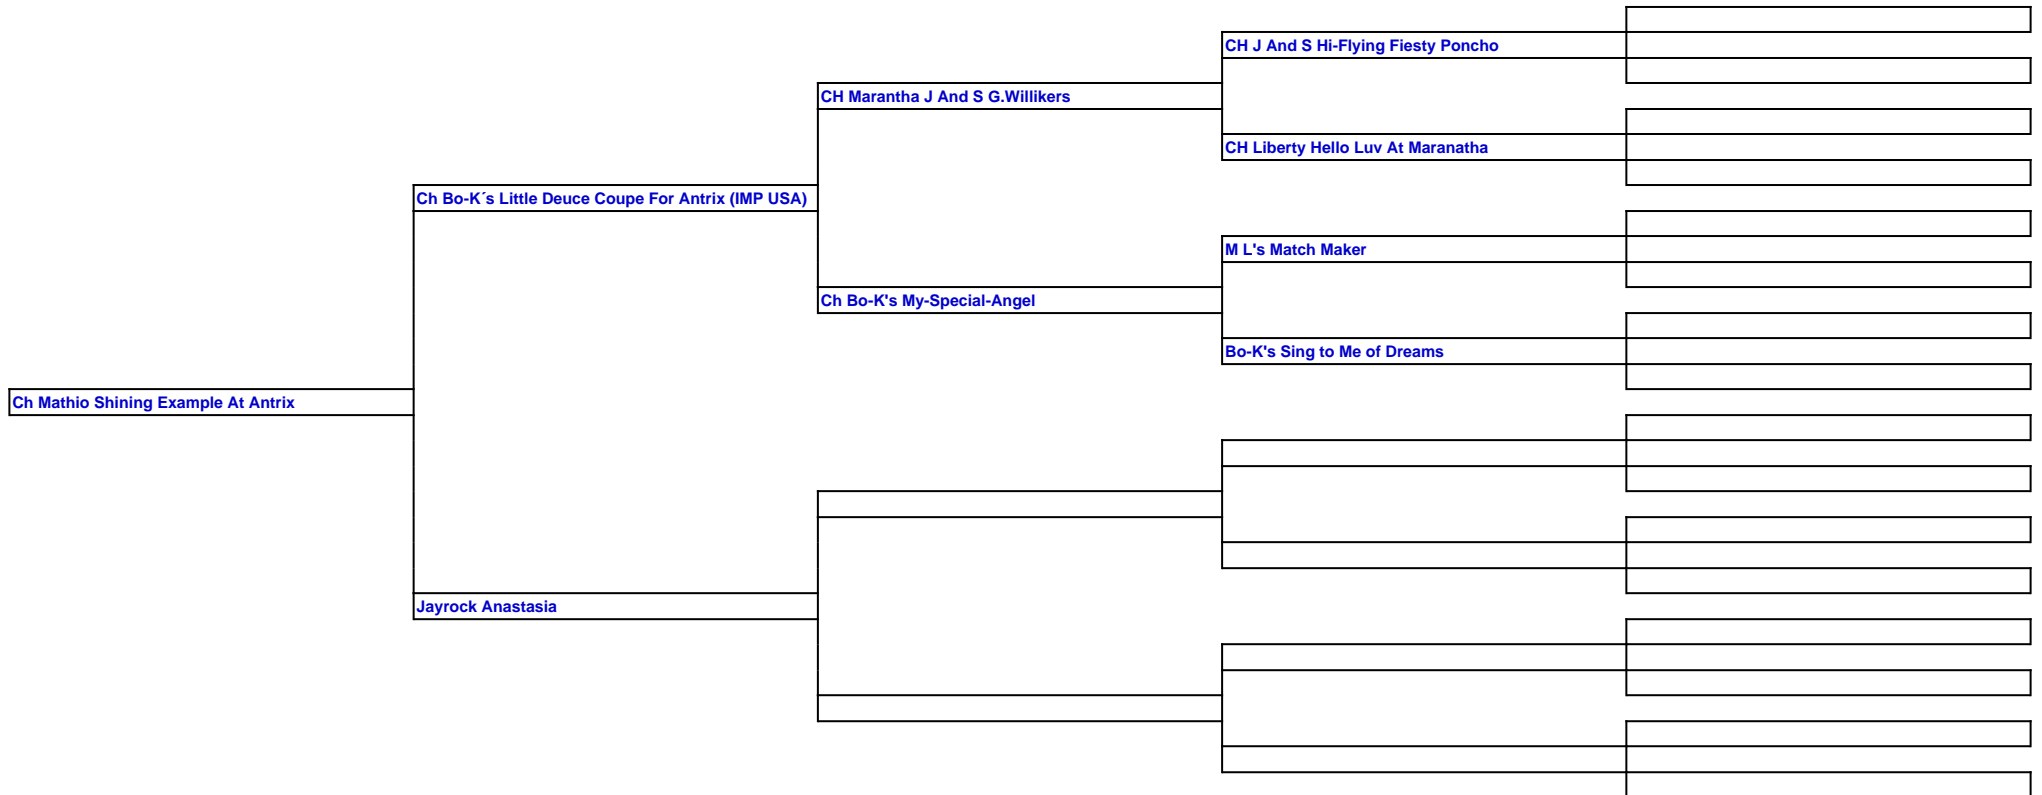 CH J And S Hi-Flying Fiesty Poncho
CH Marantha J And S G.Willikers
CH Liberty Hello Luv At Maranatha
Ch Bo-K´s Little Deuce Coupe For Antrix (IMP USA)
M L's Match Maker
Ch Bo-K's My-Special-Angel
Bo-K's Sing to Me of Dreams
Ch Mathio Shining Example At Antrix
Jayrock Anastasia